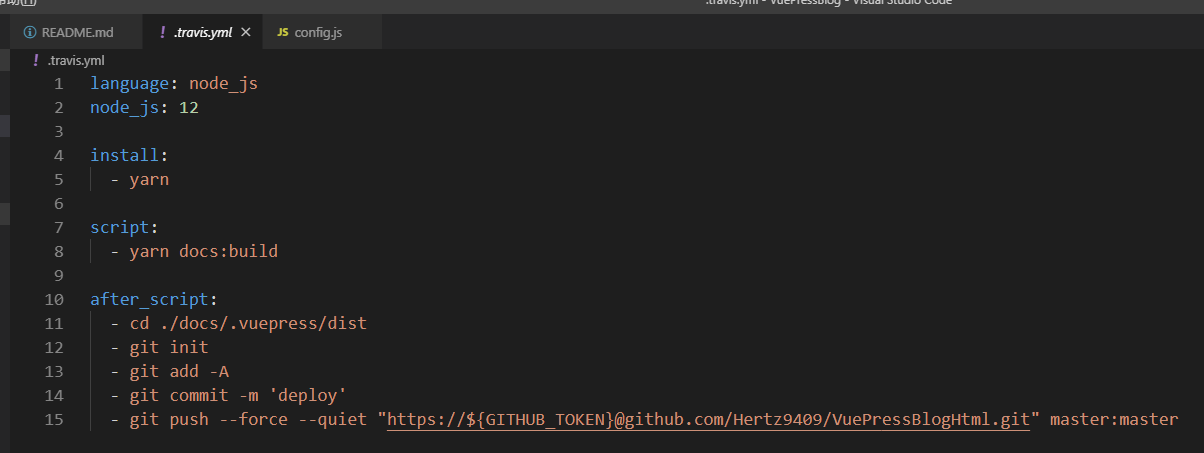 .travis.yml - VuePressBlog - Visual Studio Code
README.md
! .travis.yml ×
JS config.js
! .travis.yml
1 language: node_js
2 node_js: 12
3
4 install:
5 - yarn
6
7 script:
8 - yarn docs:build
9
10 after_script:
11 - cd ./docs/.vuepress/dist
12 - git init
13 - git add -A
14 - git commit -m 'deploy'
15 - git push --force --quiet "https://${GITHUB_TOKEN}@github.com/Hertz9409/VuePressBlogHtml.git" master:master